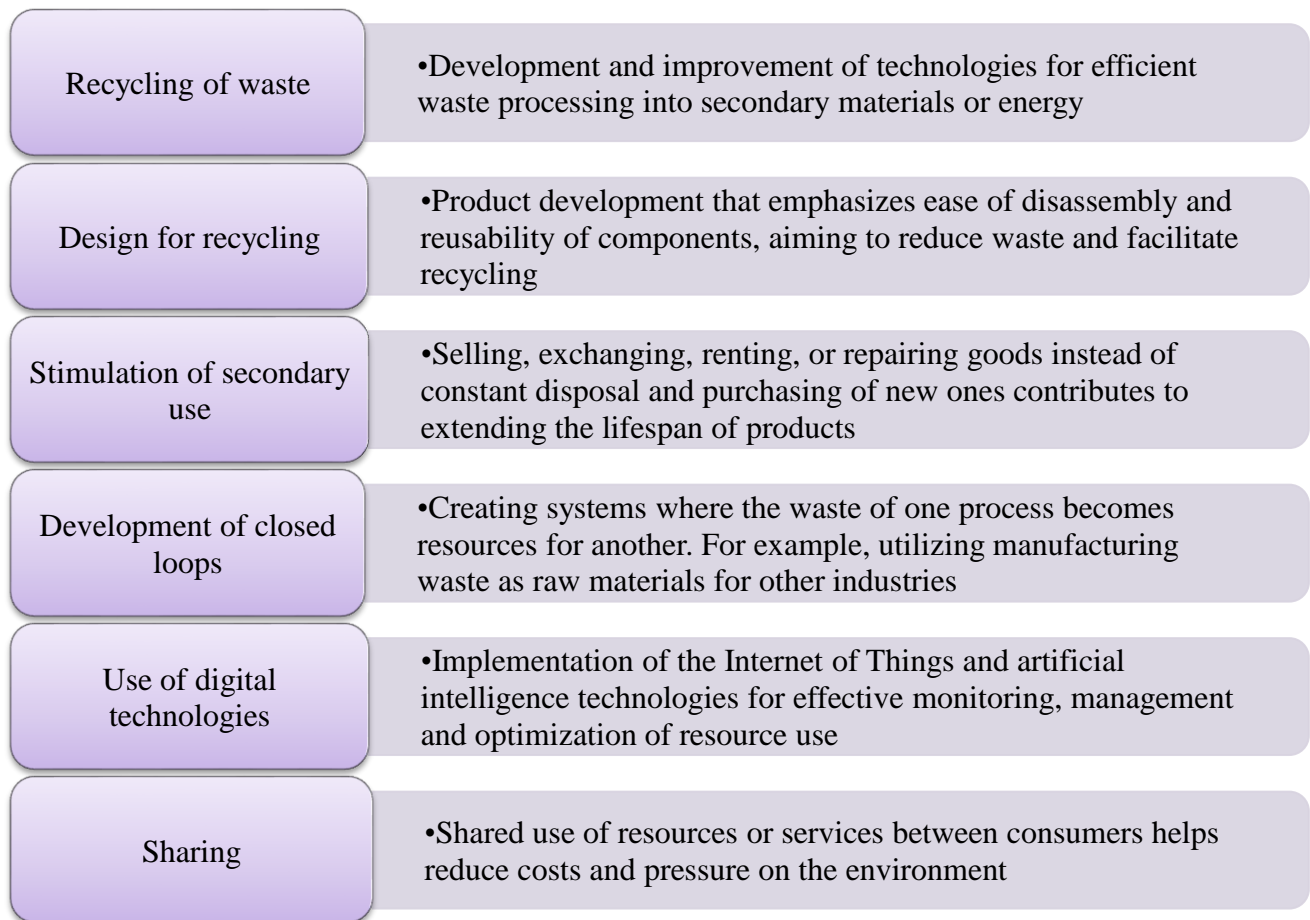 Recycling of waste
•Development and improvement of technologies for efficient
waste processing into secondary materials or energy
Design for recycling
•Product development that emphasizes ease of disassembly and
reusability of components, aiming to reduce waste and facilitate
recycling
Stimulation of secondary
use
•Selling, exchanging, renting, or repairing goods instead of
constant disposal and purchasing of new ones contributes to
extending the lifespan of products
Development of closed
loops
•Creating systems where the waste of one process becomes
resources for another. For example, utilizing manufacturing
waste as raw materials for other industries
Use of digital
technologies
•Implementation of the Internet of Things and artificial
intelligence technologies for effective monitoring, management
and optimization of resource use
Sharing
•Shared use of resources or services between consumers helps
reduce costs and pressure on the environment